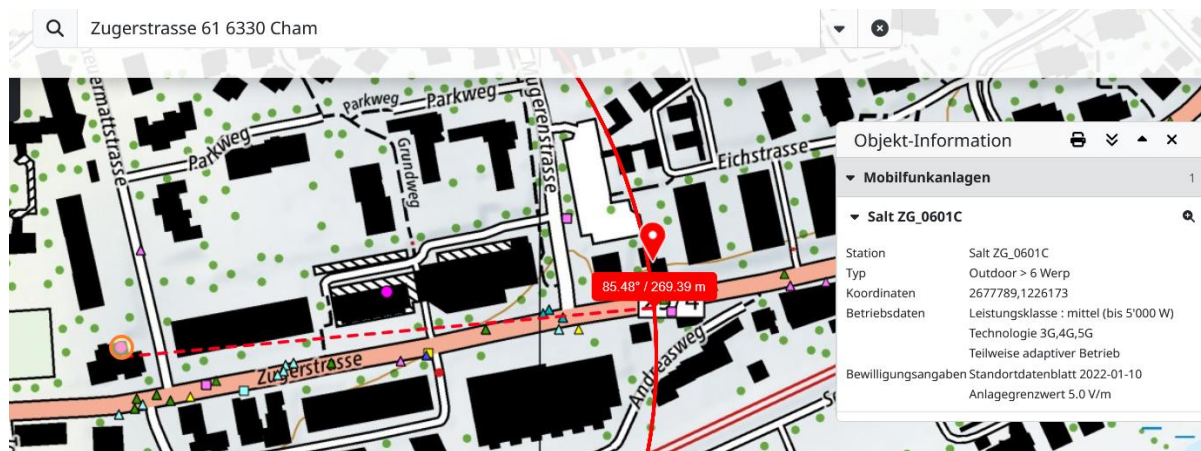 Zugerstrasse 61 6330 Cham
Parkweg
Parkweg
Parkweg
Grundweg
Eichstrasse
Objekt-Information
Mobilfunkanlagen 1
Salt ZG_0601C
Station Salt ZG_0601C
Typ Outdoor > 6 Werp
Koordinaten 2677789,1226173
Betriebsdaten Leistungsklasse : mittel (bis 5'000 W)
Technologie 3G,4G,5G
Teilweise adaptiver Betrieb
Bewilligungsangaben Standortdatenblatt 2022-01-10
Anlagegrenzwert 5.0 V/m
85.48° / 269.39 m
Zugerstrasse
Andreasweg